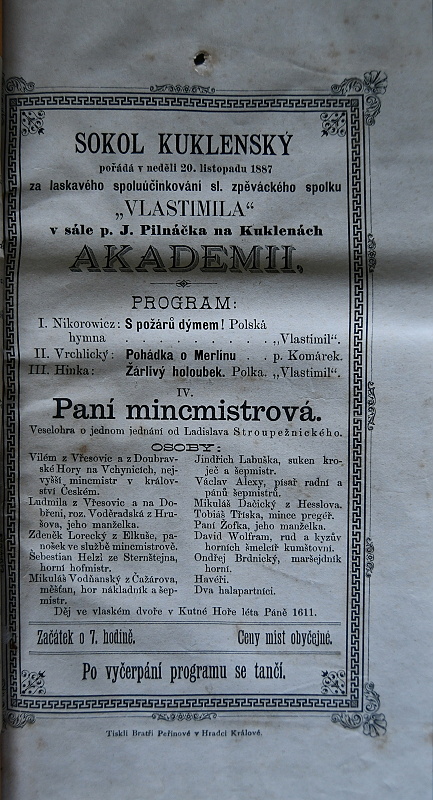 SOKOL KUKLENSKÝ
pořádá v neděli 20. listopadu 1887
za laskavého spoluúčinkování sl. zpěváckého spolku
„VLASTIMILA“
v sále p. J. Pilnáčka na Kuklenách
AKADEMII,
PROGRAM:
I. Nikorowicz: S požárů dýmem! Polská
hymna . . . . . . . . . „Vlastimil“.
II. Vrchlický: Pohádka o Merlinu . . p. Komárek.
III. Hinka: Žárlivý holoubek. Polka. „Vlastimil“.
IV.
Paní mincmistrová.
Veselohra o jednom jednání od Ladislava Stroupežnického.
OSOBY:
Vilém z Vřesovic a z Doubrav-
ské Hory na Vchynicích, nej-
vyšší mincmistr v králov-
ství Českém.
Ludmila z Vřesovic a na Do-
břeni, roz. Voděradská z Hru-
šova, jeho manželka.
Zdeněk Lorecký z Elkuše, pa-
nošek ve službě mincmistrově.
Šebestian Helzl ze Sternštejna,
horní hofmistr.
Mikuláš Vodňanský z Čažárova,
měšťan, hor nákladník a šep-
mistr.
Jindřich Labuška, suken kro-
ječ a šepmistr.
Václav Alexy, písař radní a
pánů šepmistrů.
Mikuláš Dačický z Hesslova.
Tobiáš Tříska, mince pregéř.
Paní Žofka, jeho manželka.
David Wolfram, rud a kyzův
horních šmelcíř kumštovní.
Ondřej Brdnický, maršejdník
horní.
Havéři.
Dva halapartníci.
Děj ve vlaském dvoře v Kutné Hoře léta Páně 1611.
Začátek o 7. hodině. Ceny míst obyčejné.
Po vyčerpání programu se tančí.
Tiskli Bratři Peřinové v Hradci Králové.